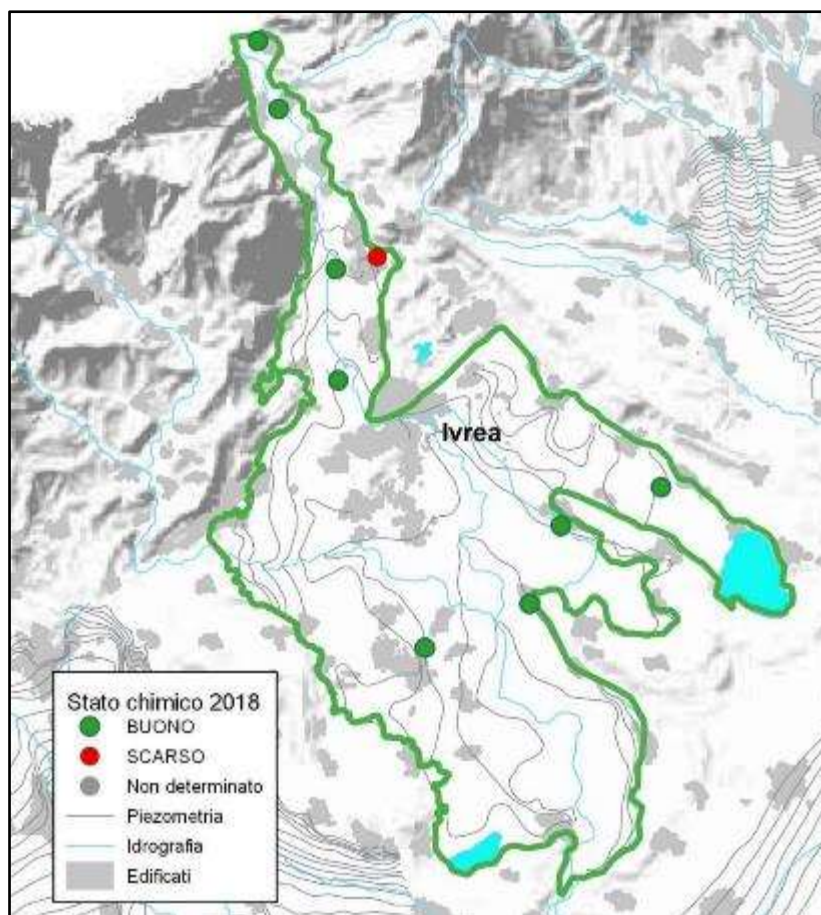 Ivrea
Stato chimico 2018
BUONO
SCARSO
Non determinato
Piezometria
Idrografia
Edificati